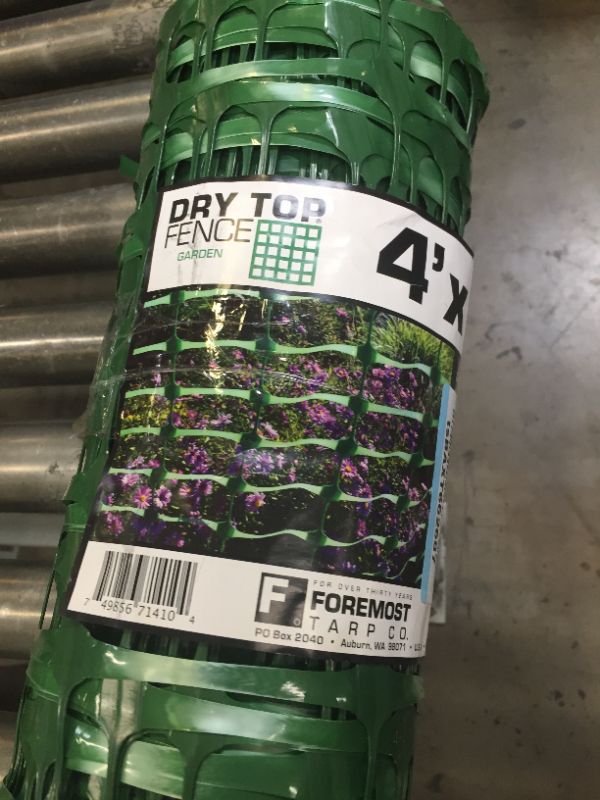 DRY TOP®
FENCE
GARDEN
4' X
7 49856 71410 4
F®
FOR OVER THIRTY YEARS
FOREMOST
TARP CO.
PO Box 2040 • Auburn, WA 98071 •